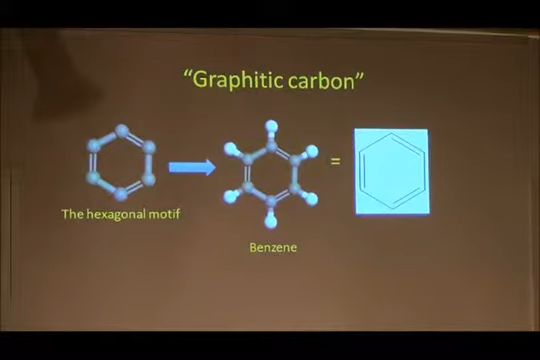 “Graphitic carbon”
=
The hexagonal motif
Benzene